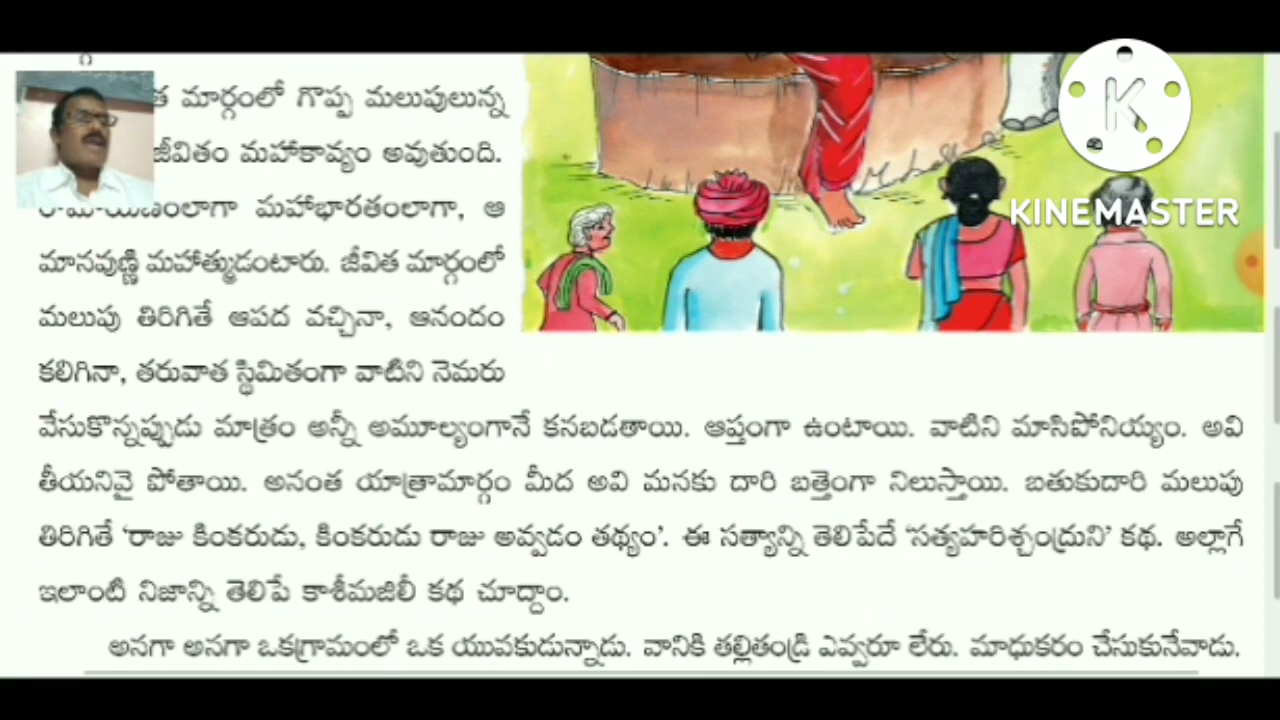 మార్గంలో గొప్ప మలుపులున్న
జీవితం మహాకావ్యం అవుతుంది.
రామాయణంలాగా మహాభారతంలాగా, ఆ
మానవుణ్ణి మహాత్ముడంటారు. జీవిత మార్గంలో
మలుపు తిరిగితే ఆపద వచ్చినా, ఆనందం
కలిగినా, తరువాత స్థిమితంగా వాటిని నెమరు
వేసుకొన్నప్పుడు మాత్రం అన్నీ అమూల్యంగానే కనబడతాయి. ఆప్తంగా ఉంటాయి. వాటిని మాసిపోనియ్యం. అవి
తీయనివై పోతాయి. అనంత యాత్రామార్గం మీద అవి మనకు దారి బత్తెంగా నిలుస్తాయి. బతుకుదారి మలుపు
తిరిగితే 'రాజు కింకరుడు, కింకరుడు రాజు అవ్వడం తథ్యం'. ఈ సత్యాన్ని తెలిపేదే 'సత్యహరిశ్చంద్రుని' కథ. అల్లాగే
ఇలాంటి నిజాన్ని తెలిపే కాశీమజిలీ కథ చూద్దాం.
అనగా అనగా ఒకగ్రామంలో ఒక యువకుడున్నాడు. వానికి తల్లితండ్రి ఎవ్వరూ లేరు. మాధుకరం చేసుకునేవాడు.
K
KINEMASTER